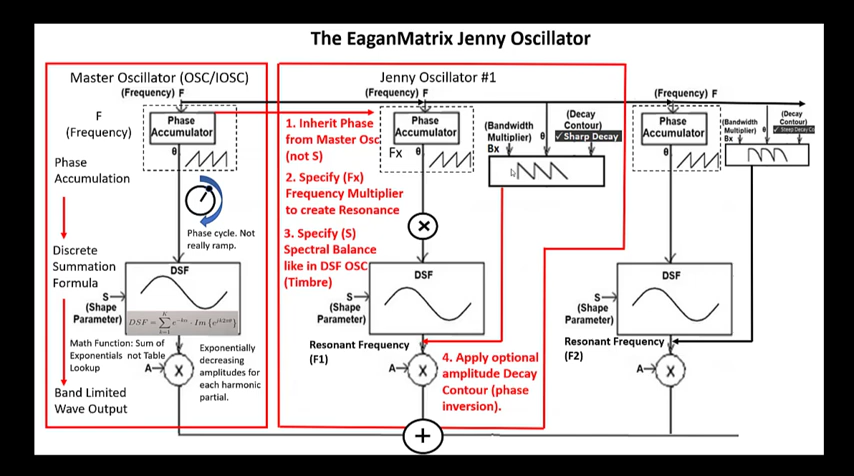 The EaganMatrix Jenny Oscillator
Master Oscillator (OSC/IOSC)
(Frequency) F
F
(Frequency)
Phase
Accumulator
θ
Phase
Accumulation
Phase cycle. Not
really ramp.
Discrete
Summation
Formula
DSF
S
(Shape
Parameter)
Math Function: Sum of
Exponentials not Table
Lookup
A
X
Exponentially
decreasing
amplitudes for
each harmonic
partial.
Band Limited
Wave Output
Jenny Oscillator #1
(Frequency) F
1. Inherit Phase
from Master Osc
(not S)
2. Specify (Fx)
Frequency Multiplier
to create Resonance
3. Specify (S)
Spectral Balance
like in DSF OSC
(Timbre)
Phase
Accumulator
Fx
θ
X
(Bandwidth
Multiplier)
Bx
θ
(Decay
Contour)
✓ Sharp Decay
DSF
S
(Shape
Parameter)
Resonant Frequency
(F1)
A
X
4. Apply optional
amplitude Decay
Contour (phase
inversion).
+
(Frequency) F
Phase
Accumulator
θ
(Bandwidth
Multiplier)
Bx
θ
(Decay
Contour)
DSF
S
(Shape
Parameter)
Resonant Frequency
(F2)
A
X